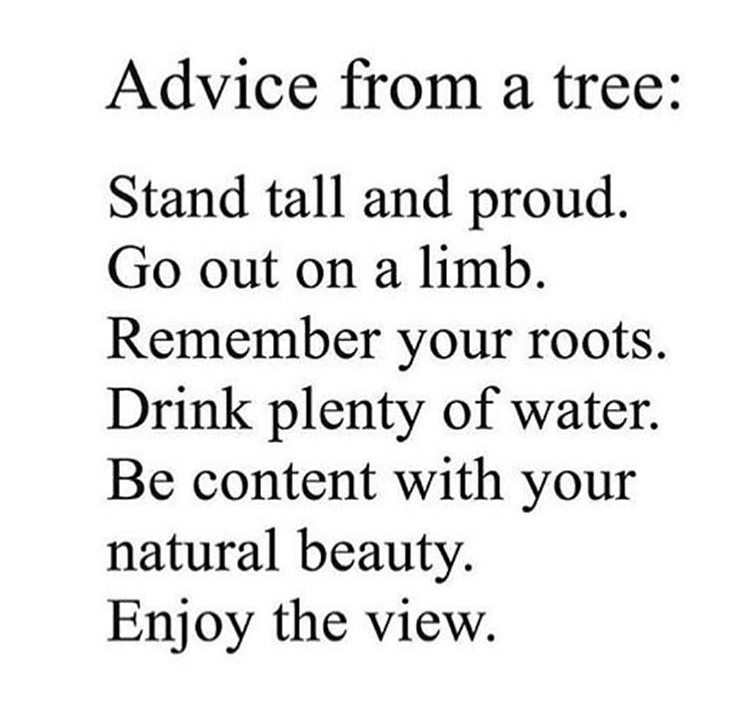 Advice from a tree:
Stand tall and proud.
Go out on a limb.
Remember your roots.
Drink plenty of water.
Be content with your
natural beauty.
Enjoy the view.